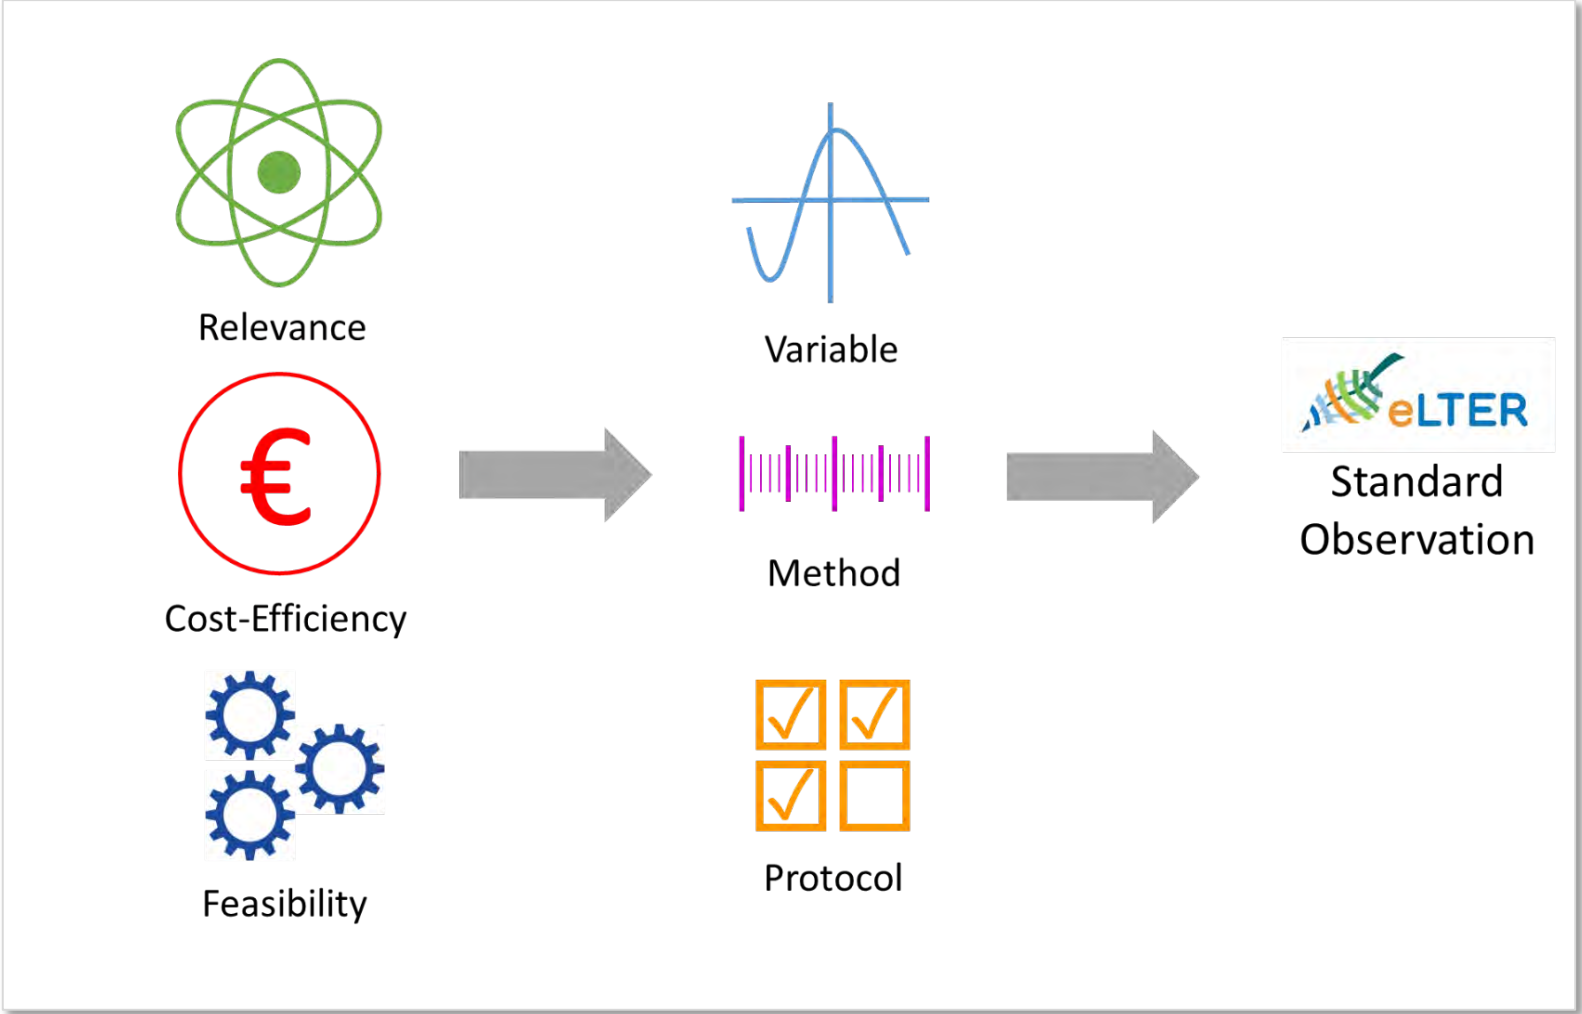 Relevance
€
Cost-Efficiency
Feasibility
Variable
Method
Protocol
eLTER
Standard
Observation